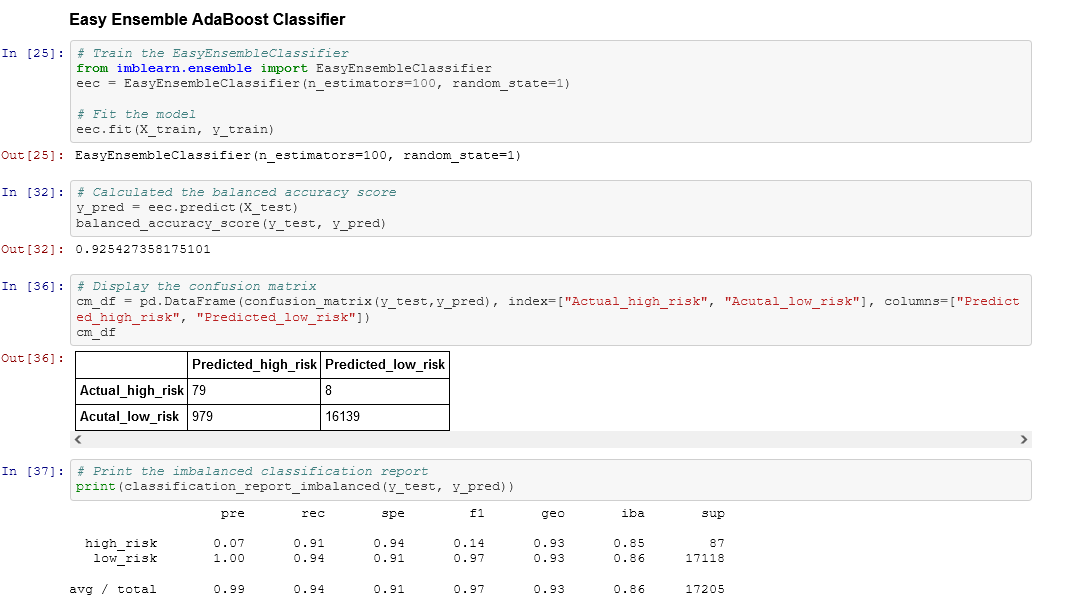 Easy Ensemble AdaBoost Classifier
In [25]: # Train the EasyEnsembleClassifier
from imblearn.ensemble import EasyEnsembleClassifier
eec = EasyEnsembleClassifier(n_estimators=100, random_state=1)
# Fit the model
eec.fit(X_train, y_train)
Out[25]: EasyEnsembleClassifier(n_estimators=100, random_state=1)
In [32]: # Calculated the balanced accuracy score
y_pred = eec.predict(X_test)
balanced_accuracy_score(y_test, y_pred)
Out[32]: 0.925427358175101
In [36]: # Display the confusion matrix
cm_df = pd.DataFrame(confusion_matrix(y_test,y_pred), index=["Actual_high_risk", "Acutal_low_risk"], columns=["Predict
ed_high_risk", "Predicted_low_risk"])
cm_df
Out[36]:
Predicted_high_risk Predicted_low_risk
Actual_high_risk 79 8
Acutal_low_risk 979 16139
In [37]: # Print the imbalanced classification report
print(classification_report_imbalanced(y_test, y_pred))
pre rec spe f1 geo iba sup
high_risk 0.07 0.91 0.94 0.14 0.93 0.85 87
low_risk 1.00 0.94 0.91 0.97 0.93 0.86 17118
avg / total 0.99 0.94 0.91 0.97 0.93 0.86 17205